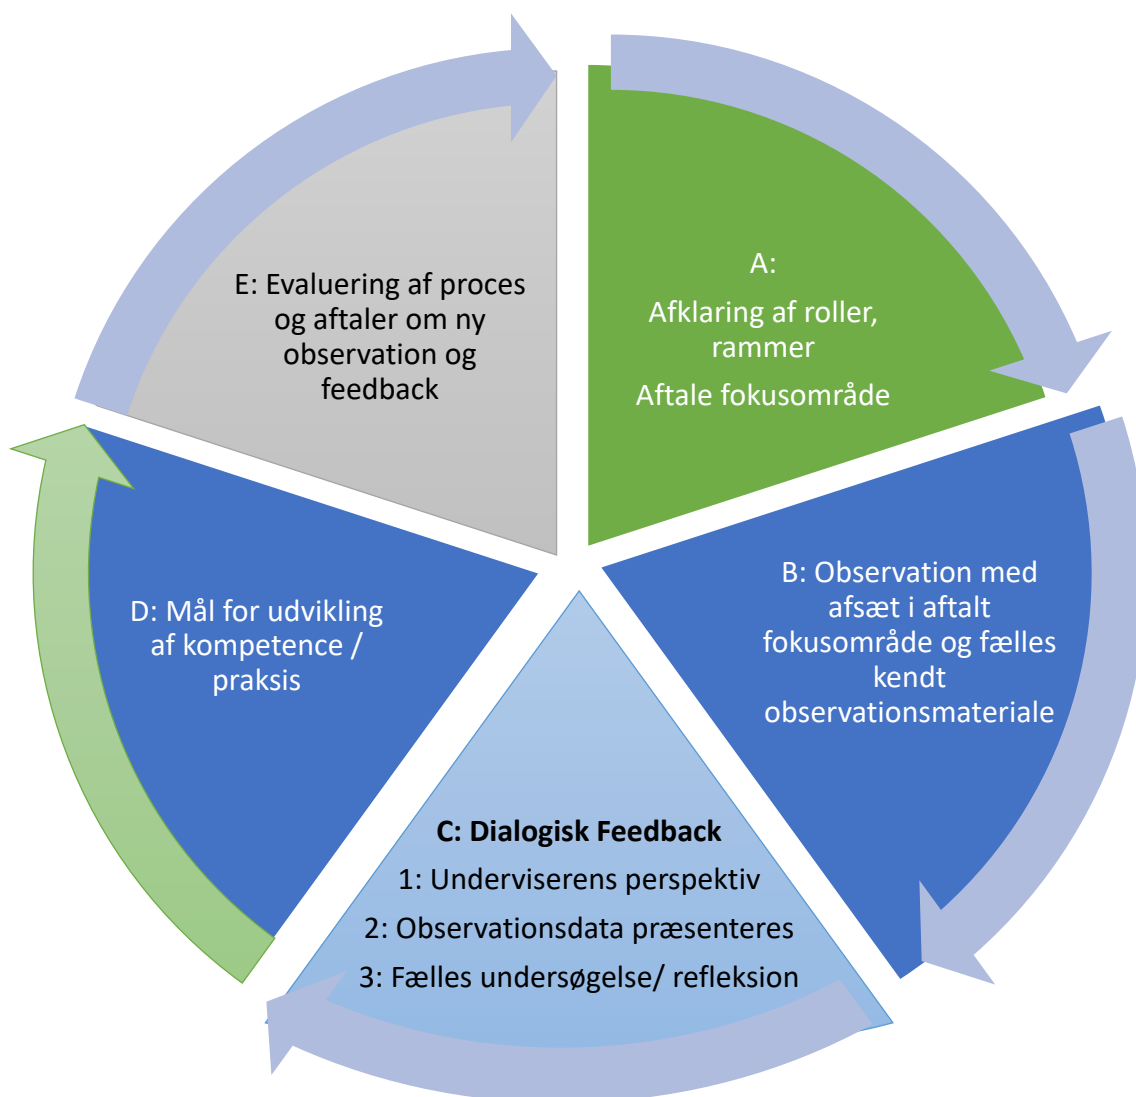 A:
Afklaring af roller,
rammer
Aftale fokusområde
B: Observation med
afsæt i aftalt
fokusområde og fælles
kendt
observationsmateriale
C: Dialogisk Feedback
1: Underviserens perspektiv
2: Observationsdata præsenteres
3: Fælles undersøgelse/ refleksion
D: Mål for udvikling
af kompetence /
praksis
E: Evaluering af proces
og aftaler om ny
observation og
feedback